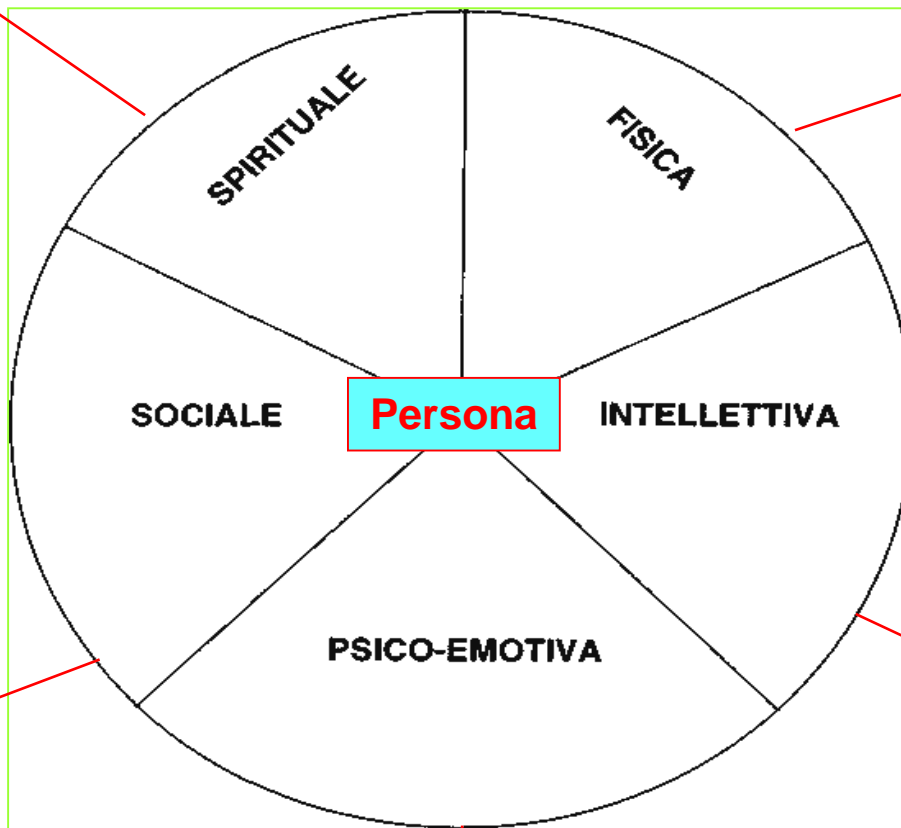 SPIRITUALE
FISICA
SOCIALE
Persona
INTELLETTIVA
PSICO-EMOTIVA